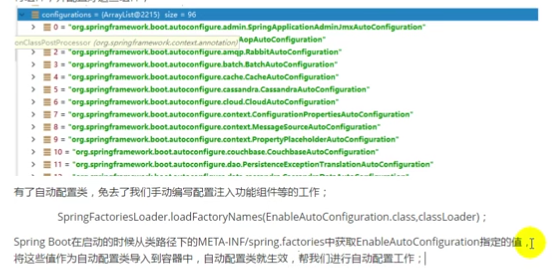 configurations = {ArrayList@2215} size = 96
0 = "org.springframework.boot.autoconfigure.admin.SpringApplicationAdminJmxAutoConfiguration"
onClassPostProcessor (org.springframework.context.annotation)
AopAutoConfiguration"
2 = "org.springframework.boot.autoconfigure.amqp.RabbitAutoConfiguration"
3 = "org.springframework.boot.autoconfigure.batch.BatchAutoConfiguration"
4 = "org.springframework.boot.autoconfigure.cache.CacheAutoConfiguration"
5 = "org.springframework.boot.autoconfigure.cassandra.CassandraAutoConfiguration"
6 = "org.springframework.boot.autoconfigure.cloud.CloudAutoConfiguration"
7 = "org.springframework.boot.autoconfigure.context.ConfigurationPropertiesAutoConfiguration"
8 = "org.springframework.boot.autoconfigure.context.MessageSourceAutoConfiguration"
9 = "org.springframework.boot.autoconfigure.context.PropertyPlaceholderAutoConfiguration"
10 = "org.springframework.boot.autoconfigure.couchbase.CouchbaseAutoConfiguration"
11 = "org.springframework.boot.autoconfigure.dao.PersistenceExceptionTranslationAutoConfiguration"
有了自动配置类，免去了我们手动编写配置注入功能组件等的工作；
SpringFactoriesLoader.loadFactoryNames(EnableAutoConfiguration.class,classLoader)；
Spring Boot在启动的时候从类路径下的META-INF/spring.factories中获取EnableAutoConfiguration指定的值，
将这些值作为自动配置类导入到容器中，自动配置类就生效，帮我们进行自动配置工作；